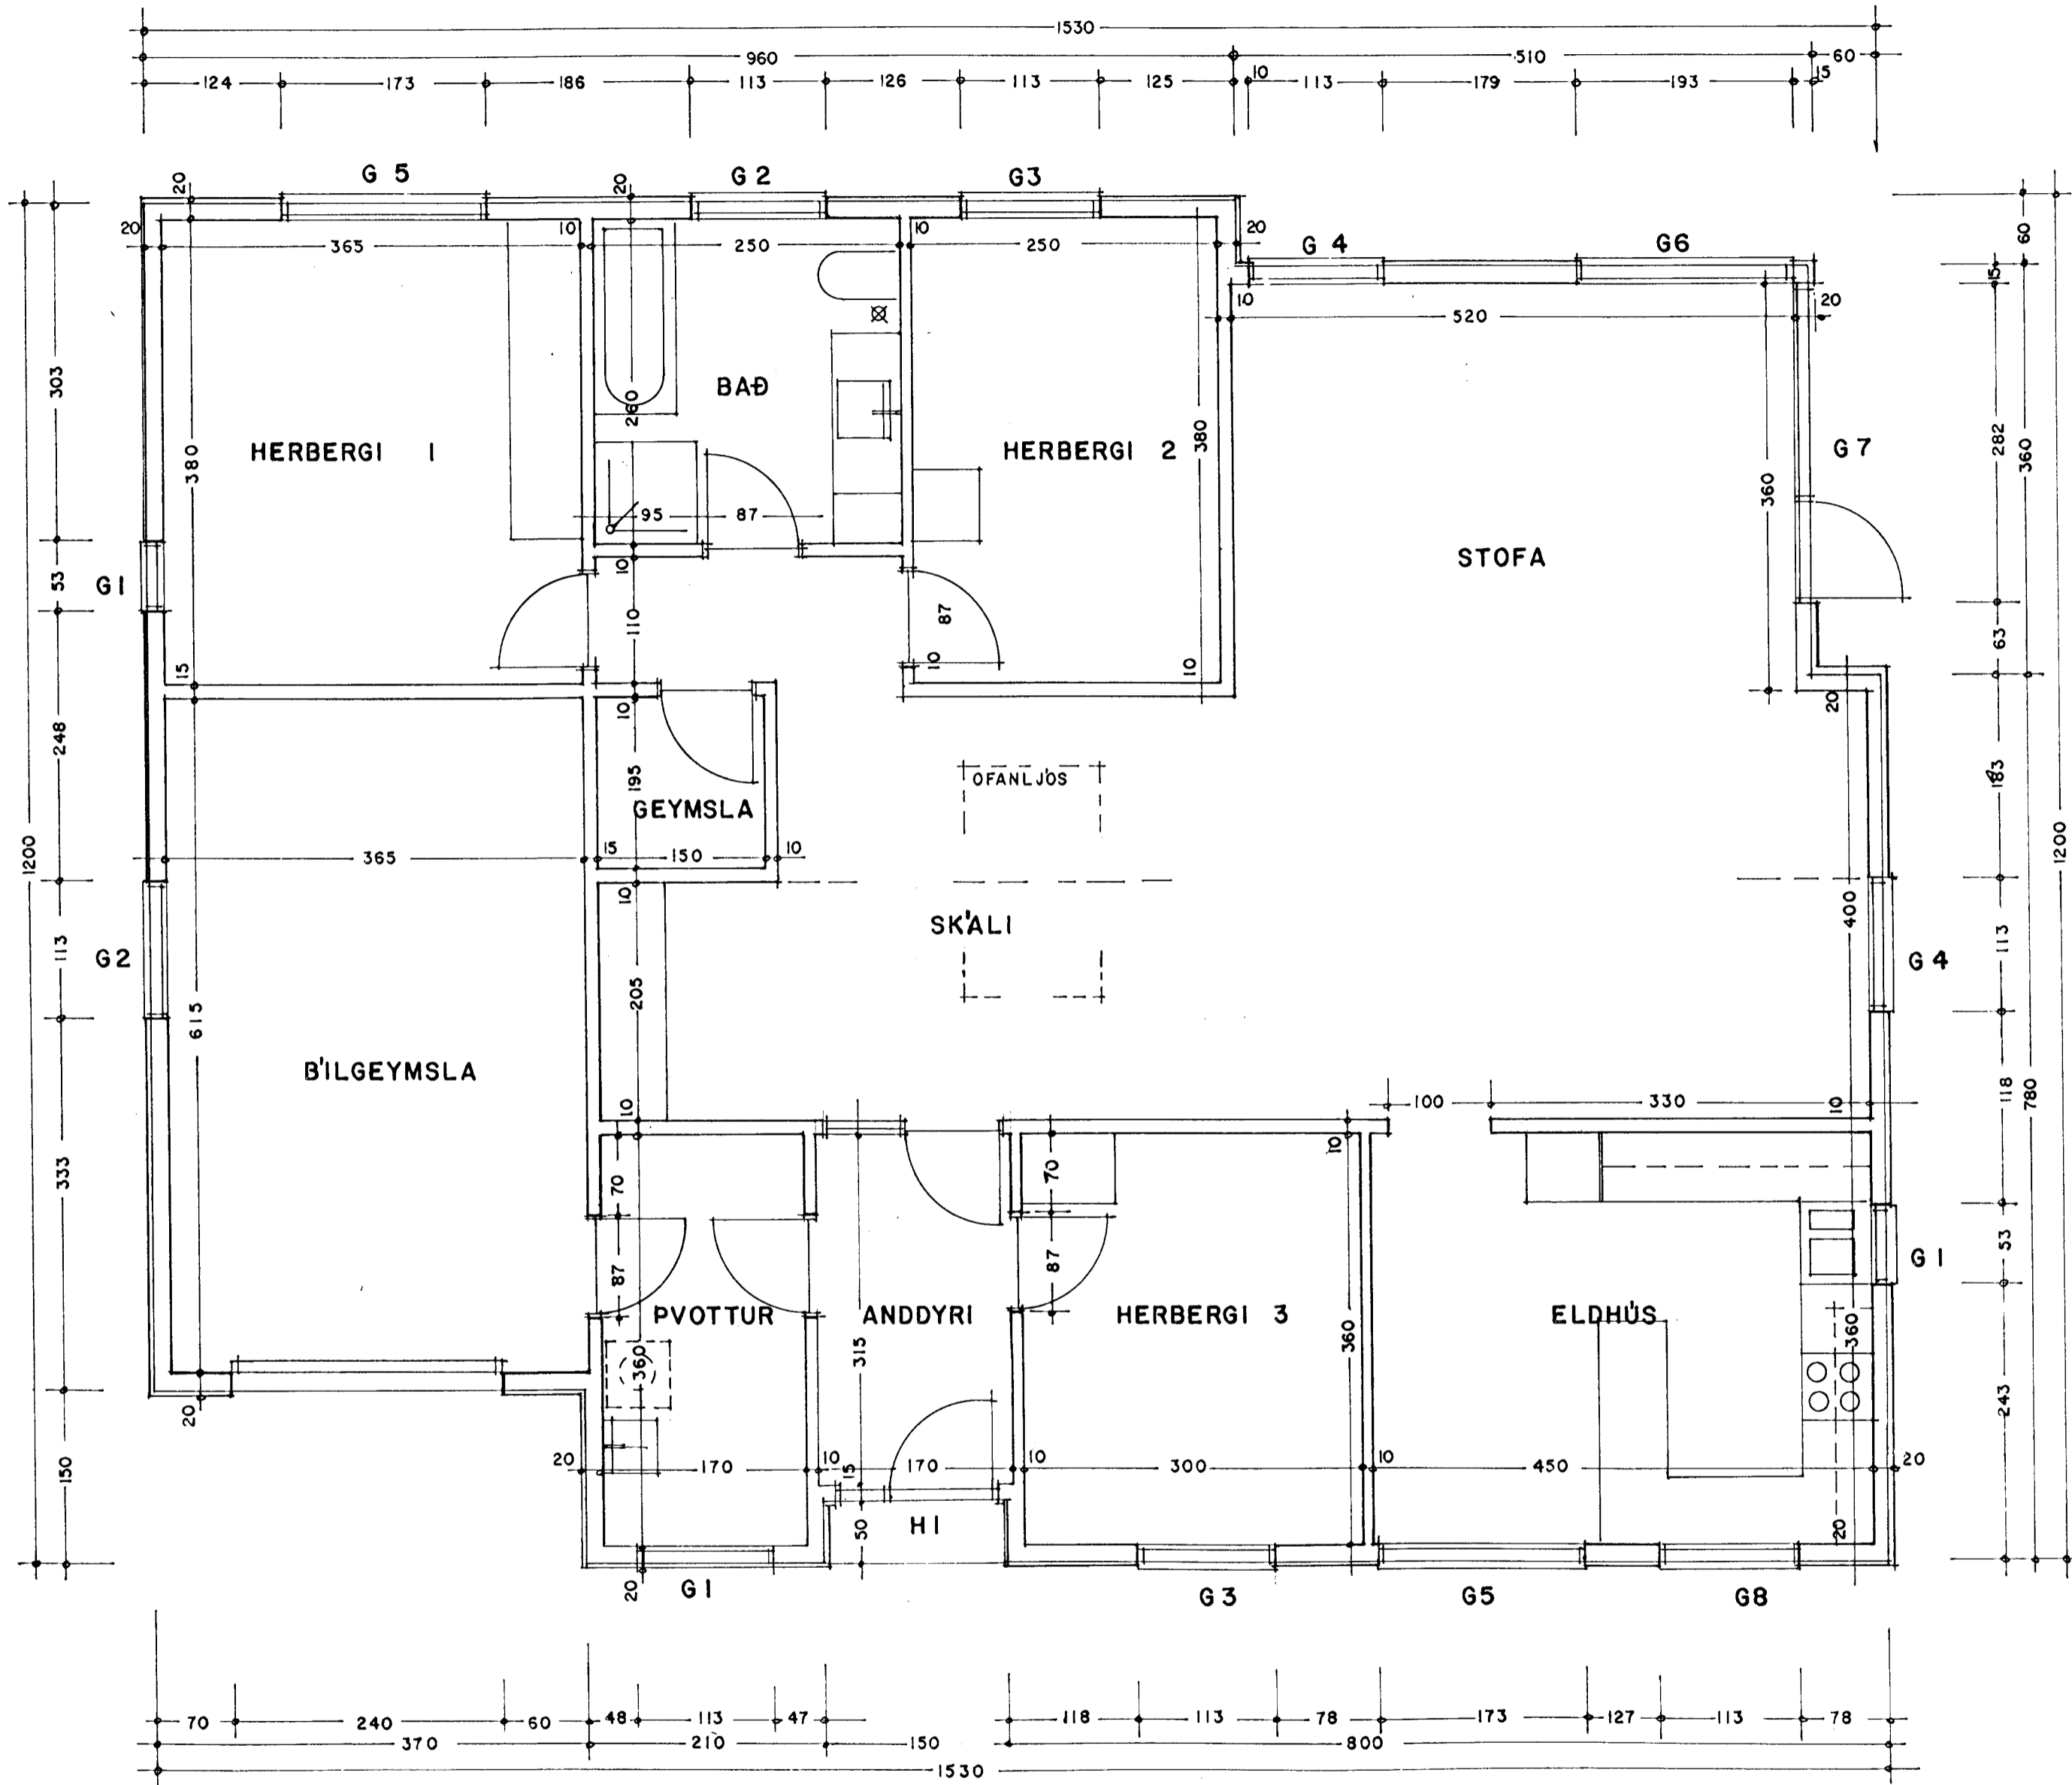 1530
960 510 60
124 173 186 113 126 113 125 10 113 179 193 15
G 5 G 2 G3
20 20
20 365 10 250 10 250 20 G 4 G6
60
15
10 520 20
303
BAÐ
260
HERBERGI 1 380 HERBERGI 2 380 360 G 7 282 360
95 87
STOFA
10
G1 53
110 87
63
15 10 10
10 20
248
195 OFANLJÓS 183
GEYMSLA
1200 1200
365 15 150 10
10
SKÁLI 400
G2 113 113 G 4
615 205
BÍLGEYMSLA
10 100 330 10 118 780
10
333 70 70
87 87 53 G 1
ÞVOTTUR ANDDYRI HERBERGI 3 ELDHÚS
315 360 360
360
20 243
150 20 170 10 15 170 10 300 10 450 20
50 H1 20
20 G 1 G3 G5 G8
70 240 60 48 113 47 118 113 78 173 127 113 78
370 210 150 800
1530